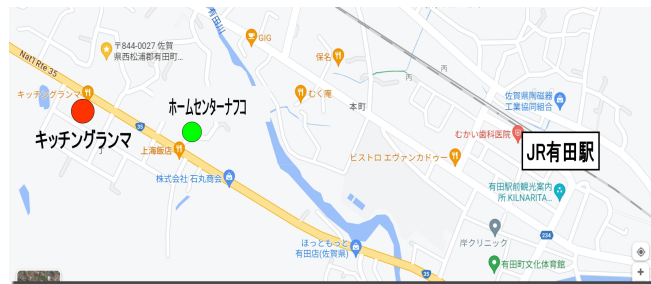 Nat'l Rte 35
〒844-0027 佐賀
県西松浦郡有田町...
GIG
保名
有田川
キッチングランマ
キッチングランマ
ホームセンターナフコ
むく庵
本町
丙
丙
佐賀県陶磁器
工業協同組合
むかい歯科医院
JR有田駅
35
上海飯店
丁
ビストロ エヴァンカドゥー
株式会社 石丸商会
有田駅前観光案内
所 KILNARITA...
岸クリニック
234
ほっともっと
有田店(佐賀県)
35
有田町文化体育館